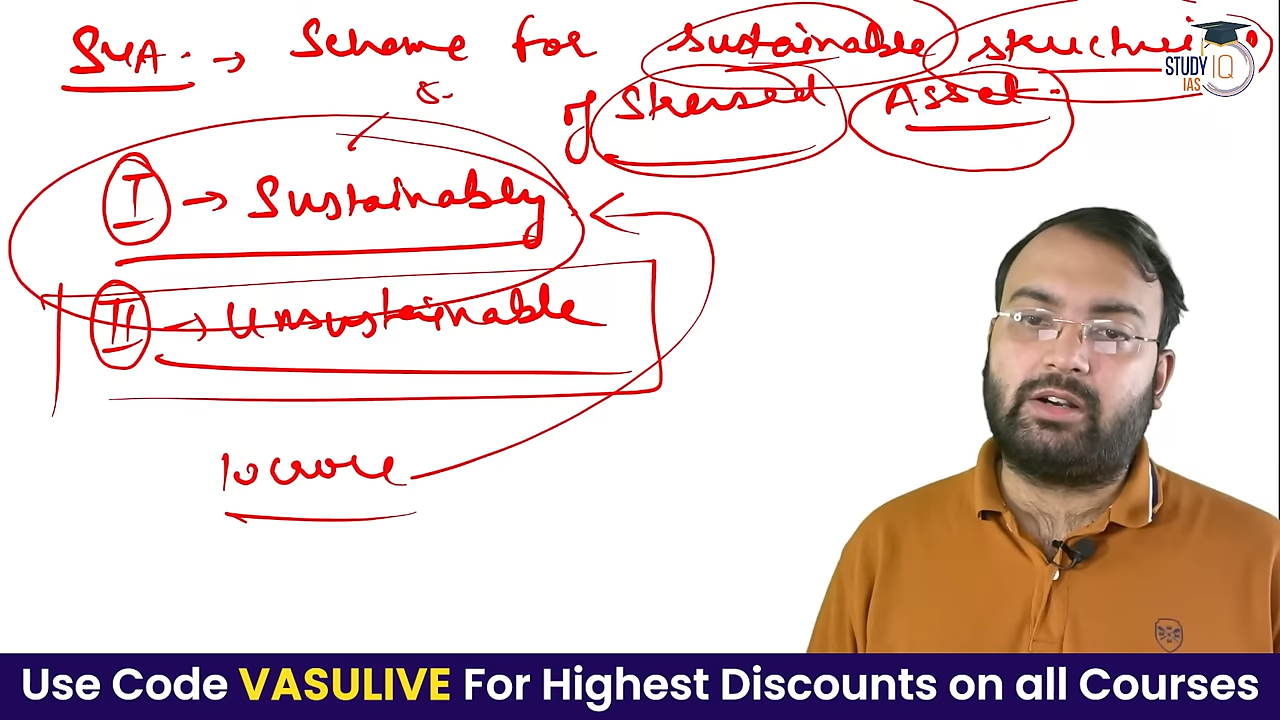 S4A. → Scheme for sustainable structuring
of Stressed Asset.
STUDY IQ
IAS
8.
I → Sustainably
II → Unsustainable
10 crore
Use Code VASULIVE For Highest Discounts on all Courses